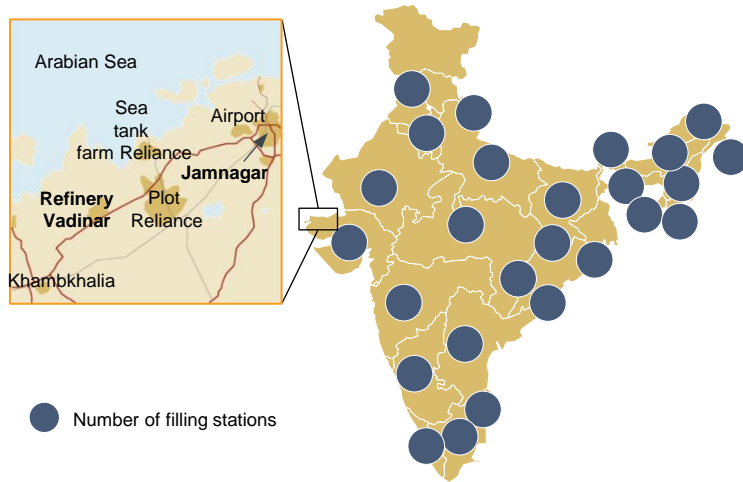 Arabian Sea
Sea
tank
farm Reliance
Airport
Jamnagar
Refinery
Vadinar
Plot
Reliance
Khambkhalia
Number of filling stations